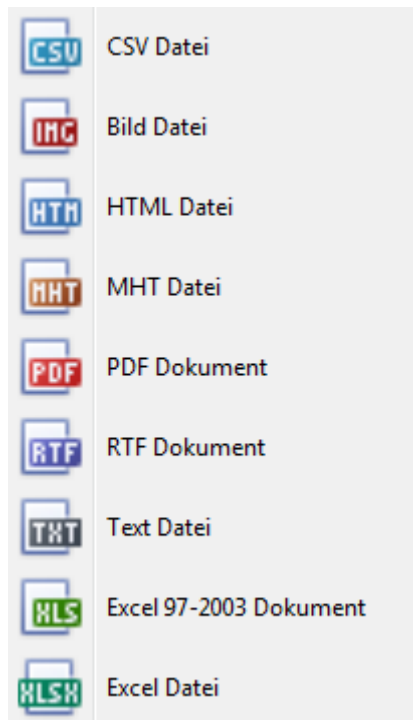 CSV CSV Datei
IMG Bild Datei
HTM HTML Datei
MHT MHT Datei
PDF PDF Dokument
RTF RTF Dokument
TXT Text Datei
XLS Excel 97-2003 Dokument
XLSX Excel Datei